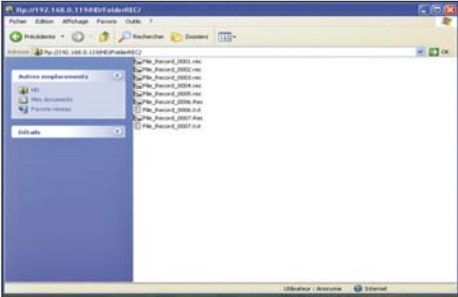 ftp://192.168.0.119/HD/FolderREC/
Fichier Edition Affichage Favoris Outils ?
Précédente Rechercher Dossiers
Adresse ftp://192.168.0.119/HD/FolderREC/ OK
Autres emplacements
HD
Mes documents
Favoris réseau
Détails
File_Record_0001.rec
File_Record_0002.rec
File_Record_0003.rec
File_Record_0004.rec
File_Record_0005.rec
File_Record_0006.Rec
File_Record_0006.txt
File_Record_0007.Rec
File_Record_0007.txt
Utilisateur : Anonyme Internet